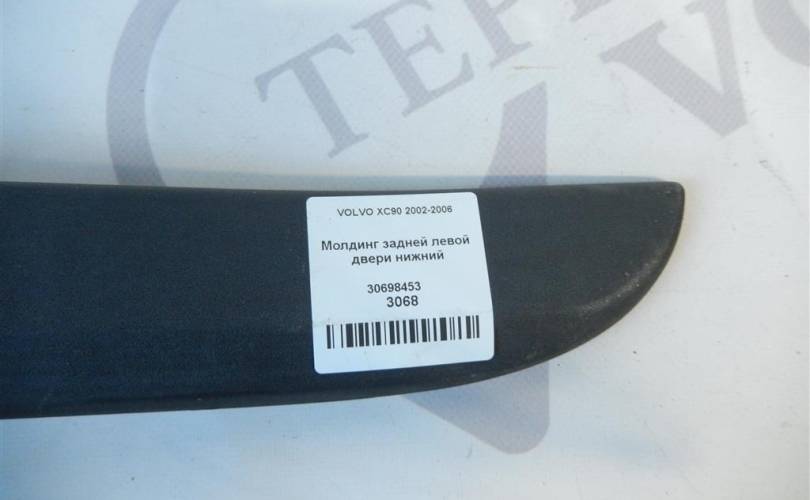 VOLVO XC90 2002-2006
Молдинг задней левой
двери нижний
30698453
3068